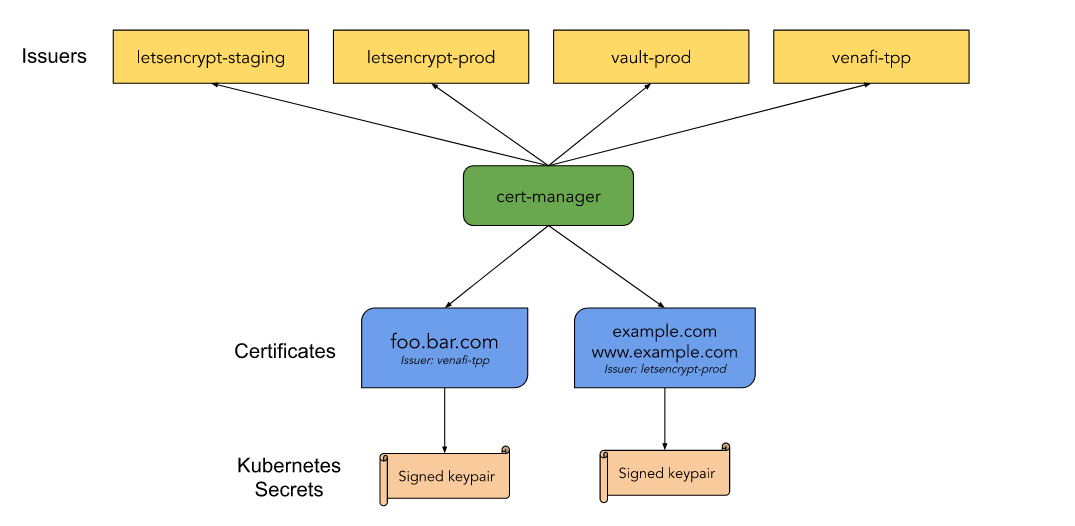 Issuers
letsencrypt-staging
letsencrypt-prod
vault-prod
venafi-tpp
cert-manager
Certificates
foo.bar.com
Issuer: venafi-tpp
example.com
www.example.com
Issuer: letsencrypt-prod
Kubernetes
Secrets
Signed keypair
Signed keypair